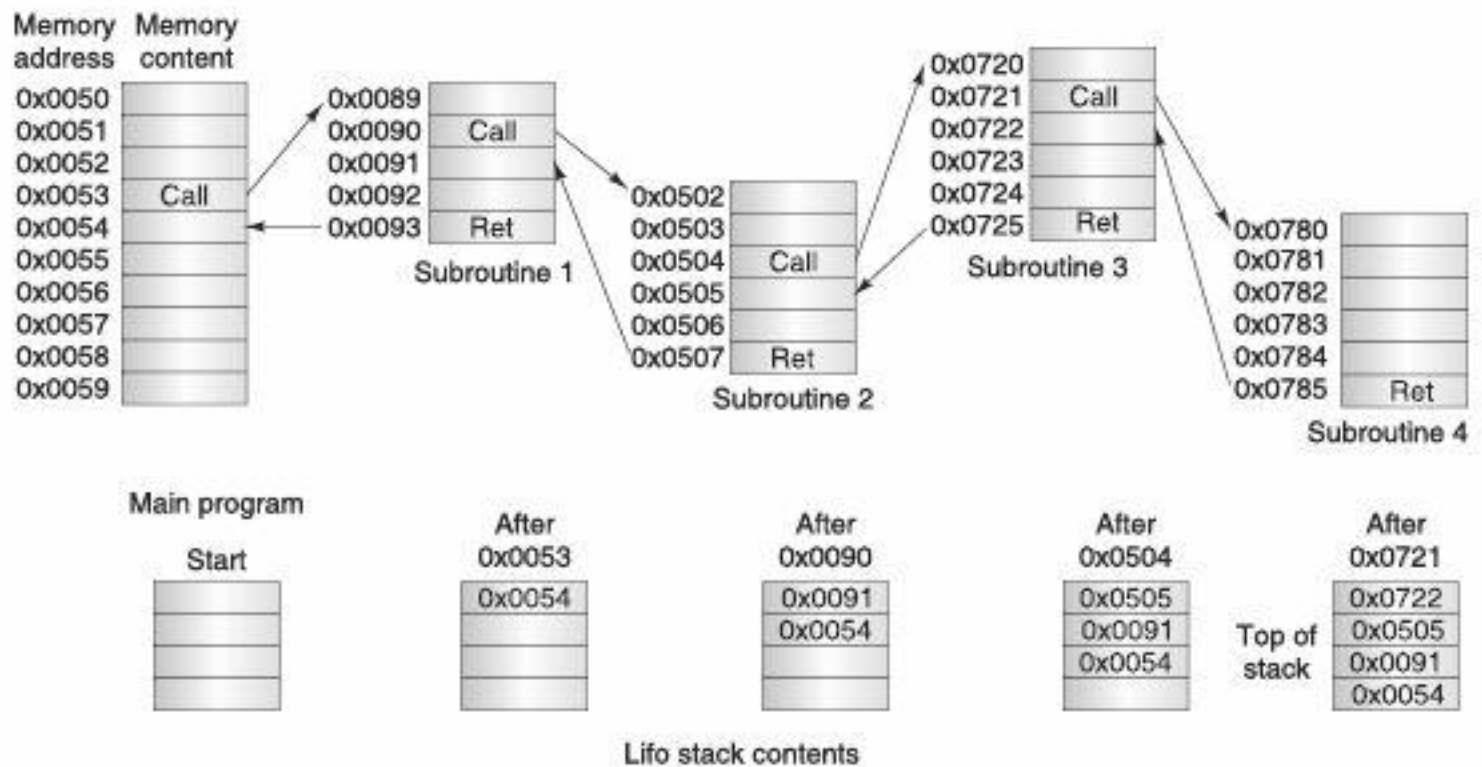 Memory address
Memory content
0x0050
0x0051
0x0052
0x0053 Call
0x0054
0x0055
0x0056
0x0057
0x0058
0x0059
0x0089
0x0090 Call
0x0091
0x0092
0x0093 Ret
Subroutine 1
0x0502
0x0503
0x0504 Call
0x0505
0x0506
0x0507 Ret
Subroutine 2
0x0720
0x0721 Call
0x0722
0x0723
0x0724
0x0725 Ret
Subroutine 3
0x0780
0x0781
0x0782
0x0783
0x0784
0x0785 Ret
Subroutine 4
Main program
Start
After
0x0053
0x0054
After
0x0090
0x0091
0x0054
After
0x0504
0x0505
0x0091
0x0054
Top of
stack
After
0x0721
0x0722
0x0505
0x0091
0x0054
Lifo stack contents